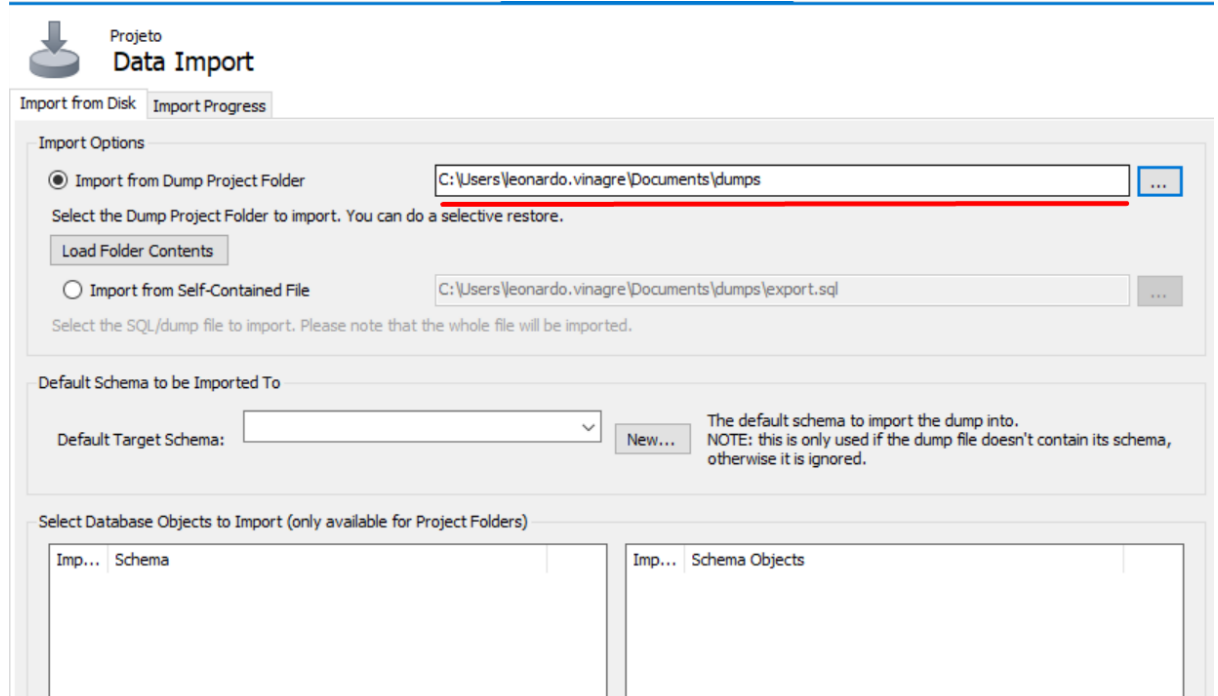 Projeto
Data Import
Import from Disk Import Progress
Import Options
Import from Dump Project Folder C:\Users\leonardo.vinagre\Documents\dumps ...
Select the Dump Project Folder to import. You can do a selective restore.
Load Folder Contents
Import from Self-Contained File C:\Users\leonardo.vinagre\Documents\dumps\export.sql ...
Select the SQL/dump file to import. Please note that the whole file will be imported.
Default Schema to be Imported To
Default Target Schema: New...
The default schema to import the dump into.
NOTE: this is only used if the dump file doesn't contain its schema,
otherwise it is ignored.
Select Database Objects to Import (only available for Project Folders)
Imp... Schema Imp... Schema Objects